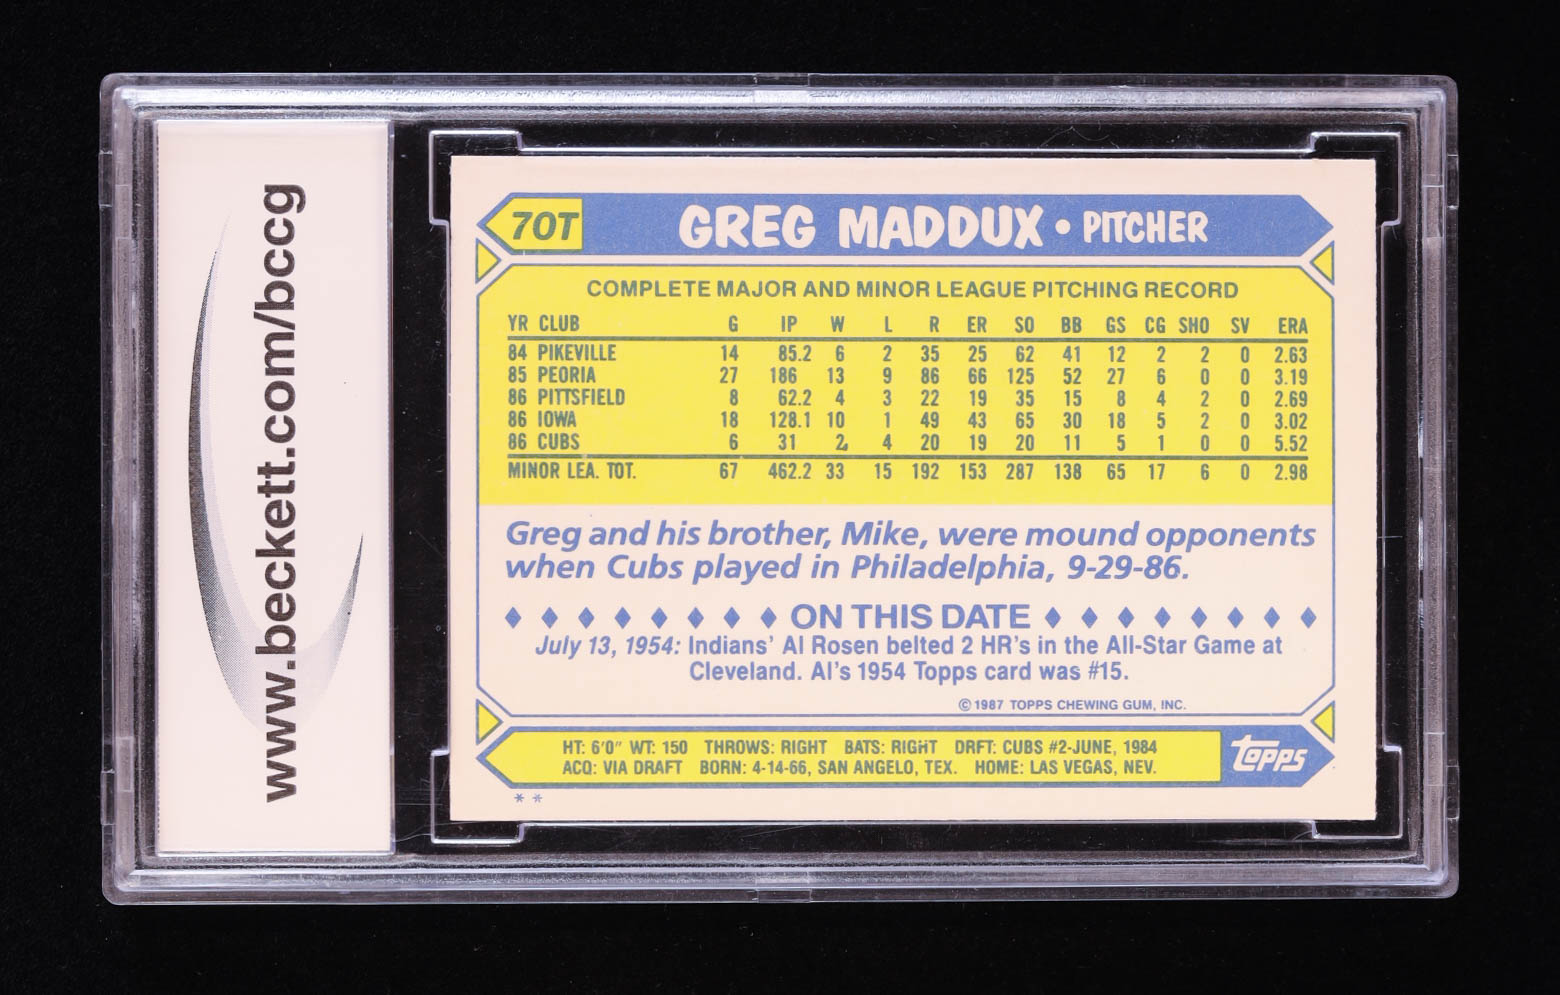 www.beckett.com/bccg
70T GREG MADDUX • PITCHER
COMPLETE MAJOR AND MINOR LEAGUE PITCHING RECORD
YR CLUB G IP W L R ER SO BB GS CG SHO SV ERA
84 PIKEVILLE 14 85.2 6 2 35 25 62 41 12 2 2 0 2.63
85 PEORIA 27 186 13 9 86 66 125 52 27 6 0 0 3.19
86 PITTSFIELD 8 62.2 4 3 22 19 35 15 8 4 2 0 2.69
86 IOWA 18 128.1 10 1 49 43 65 30 18 5 2 0 3.02
86 CUBS 6 31 2 4 20 19 20 11 5 1 0 0 5.52
MINOR LEA. TOT. 67 462.2 33 15 192 153 287 138 65 17 6 0 2.98
Greg and his brother, Mike, were mound opponents
when Cubs played in Philadelphia, 9-29-86.
ON THIS DATE
July 13, 1954: Indians' Al Rosen belted 2 HR's in the All-Star Game at
Cleveland. Al's 1954 Topps card was #15.
© 1987 TOPPS CHEWING GUM, INC.
HT: 6'0" WT: 150 THROWS: RIGHT BATS: RIGHT DRFT: CUBS #2-JUNE, 1984
ACQ: VIA DRAFT BORN: 4-14-66, SAN ANGELO, TEX. HOME: LAS VEGAS, NEV.
topps
* *